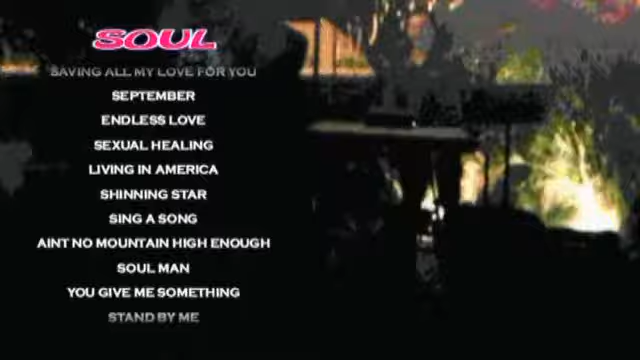 SOUL
SAVING ALL MY LOVE FOR YOU
SEPTEMBER
ENDLESS LOVE
SEXUAL HEALING
LIVING IN AMERICA
SHINNING STAR
SING A SONG
AINT NO MOUNTAIN HIGH ENOUGH
SOUL MAN
YOU GIVE ME SOMETHING
STAND BY ME